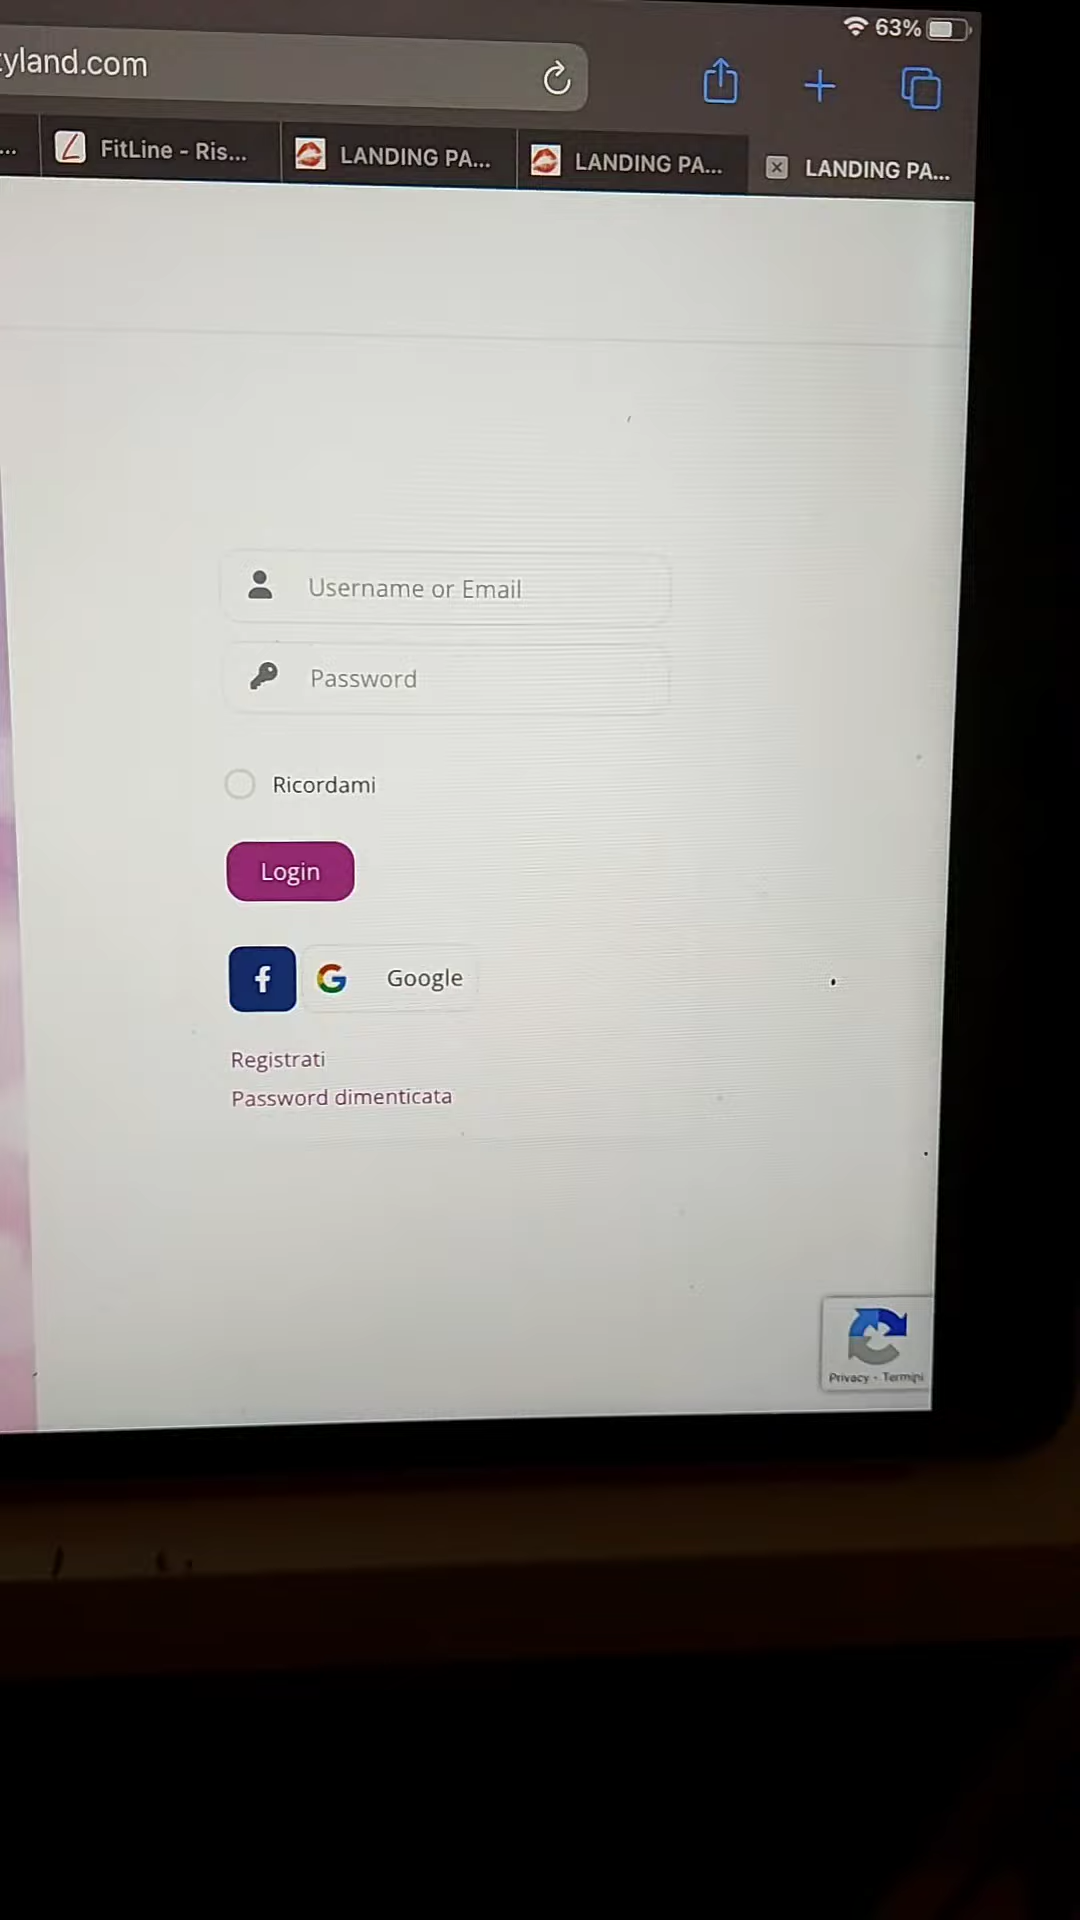 63%
yland.com
FitLine - Ris...
LANDING PA...
LANDING PA...
LANDING PA...
Username or Email
Password
Ricordami
Login
Google
Registrati
Password dimenticata
Privacy - Termini